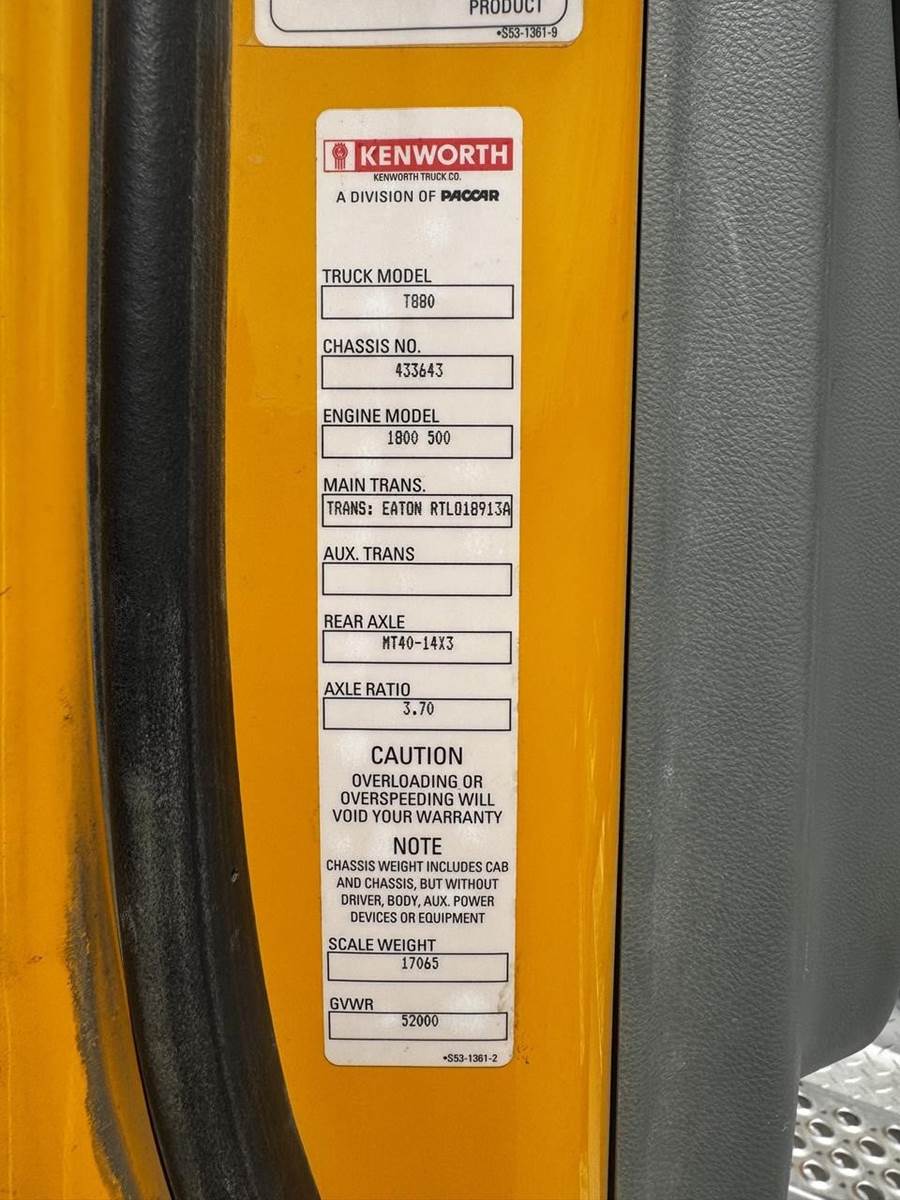 PRODUCT
•S53-1361-9
KENWORTH
KENWORTH TRUCK CO.
A DIVISION OF PACCAR
TRUCK MODEL
T880
CHASSIS NO.
433643
ENGINE MODEL
1800 500
MAIN TRANS.
TRANS: EATON RTLO18913A
AUX. TRANS
REAR AXLE
MT40-14X3
AXLE RATIO
3.70
CAUTION
OVERLOADING OR
OVERSPEEDING WILL
VOID YOUR WARRANTY
NOTE
CHASSIS WEIGHT INCLUDES CAB
AND CHASSIS, BUT WITHOUT
DRIVER, BODY, AUX. POWER
DEVICES OR EQUIPMENT
SCALE WEIGHT
17065
GVWR
52000
•S53-1361-2